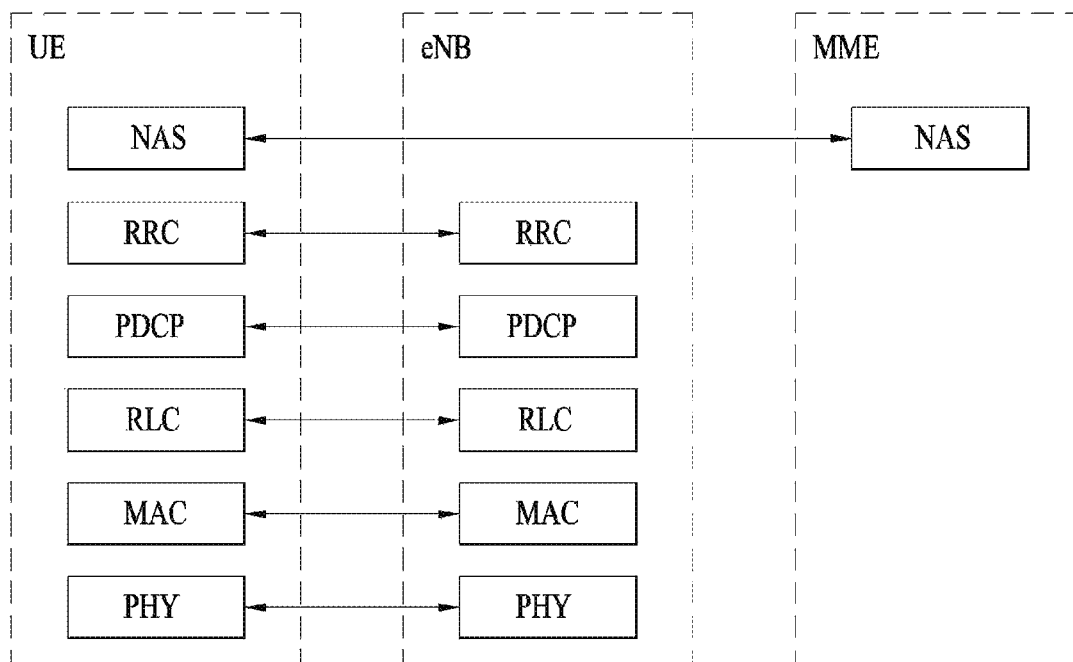 UE eNB MME
NAS NAS
RRC RRC
PDCP PDCP
RLC RLC
MAC MAC
PHY PHY